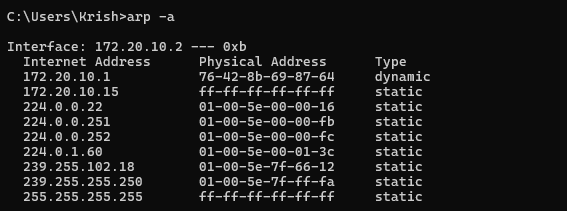 C:\Users\Krish>arp -a
Interface: 172.20.10.2 --- 0xb
  Internet Address      Physical Address      Type
  172.20.10.1           76-42-8b-69-87-64     dynamic
  172.20.10.15          ff-ff-ff-ff-ff-ff     static
  224.0.0.22            01-00-5e-00-00-16     static
  224.0.0.251           01-00-5e-00-00-fb     static
  224.0.0.252           01-00-5e-00-00-fc     static
  224.0.1.60            01-00-5e-00-01-3c     static
  239.255.102.18        01-00-5e-7f-66-12     static
  239.255.255.250       01-00-5e-7f-ff-fa     static
  255.255.255.255       ff-ff-ff-ff-ff-ff     static